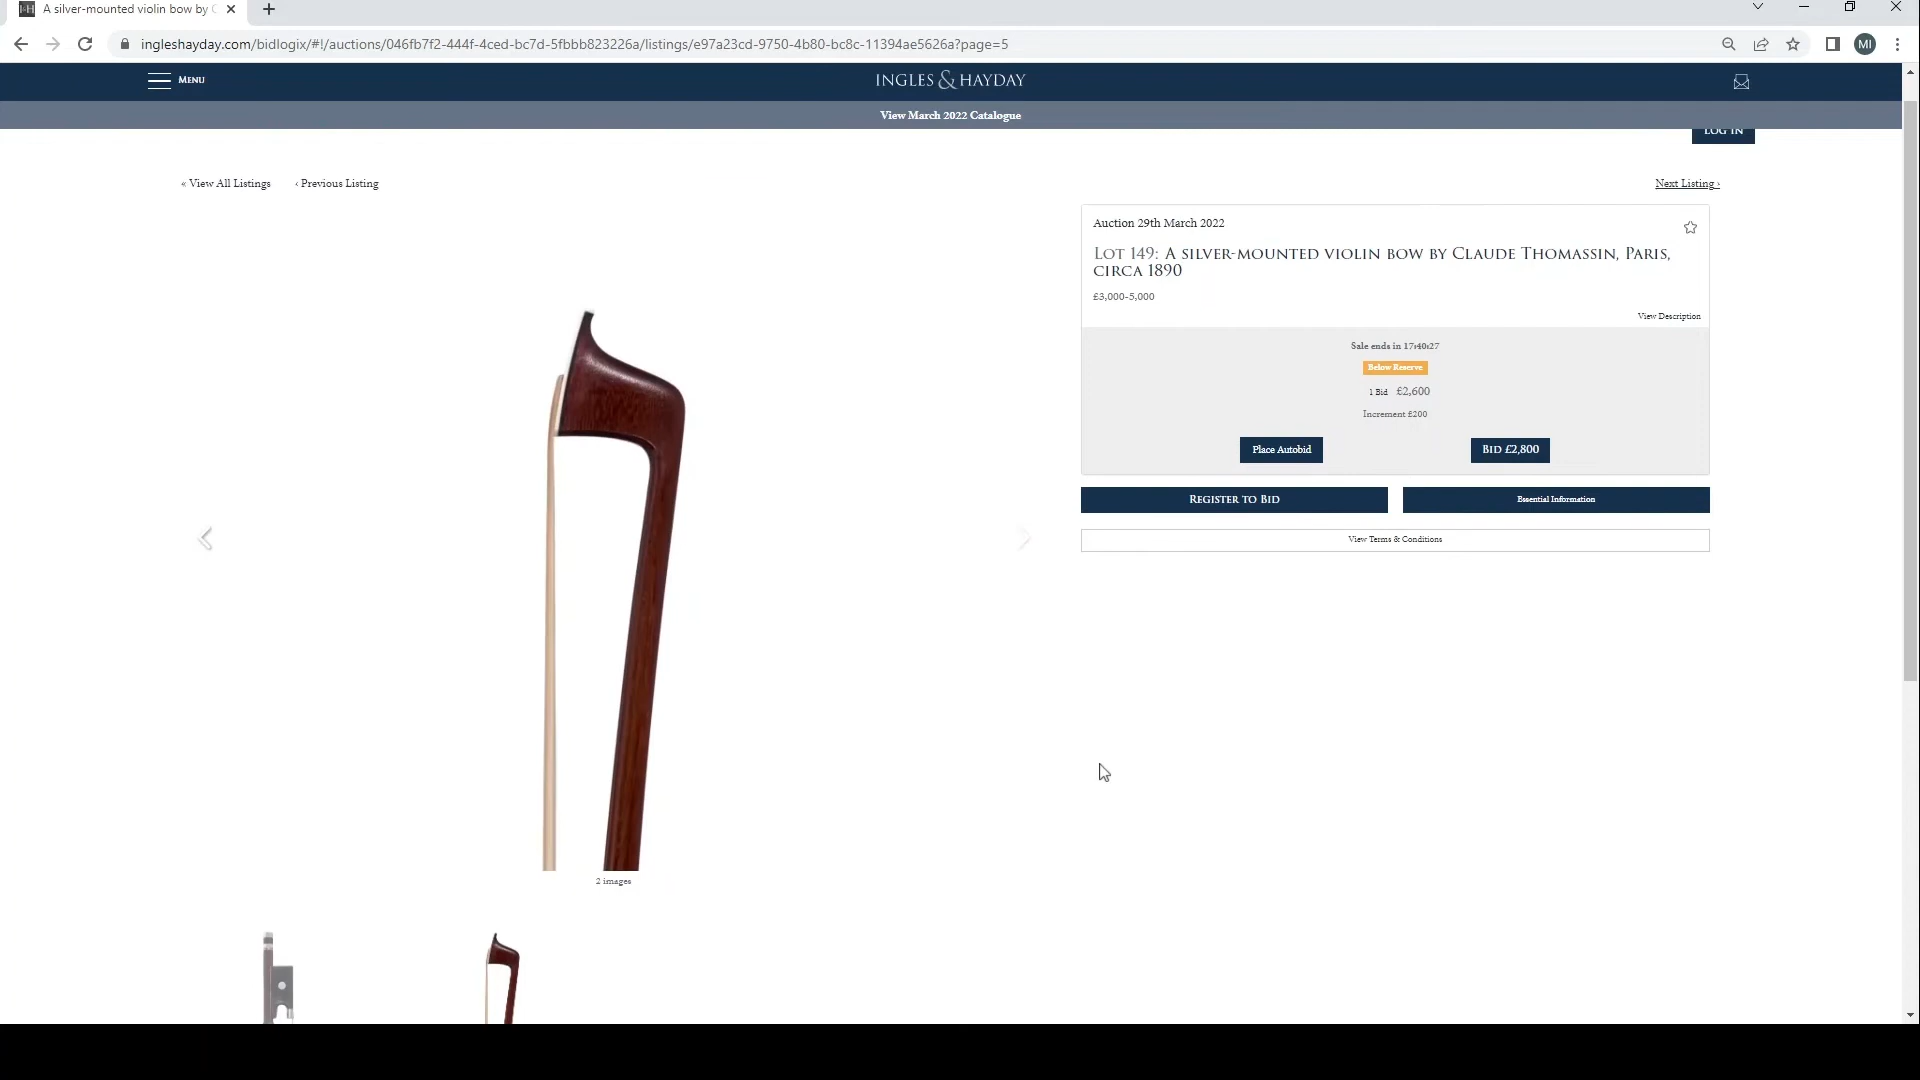 I&H A silver-mounted violin bow by C
ingleshayday.com/bidlogix/#!/auctions/046fb7f2-444f-4ced-bc7d-5fbbb823226a/listings/e97a23cd-9750-4b80-bc8c-11394ae5626a?page=5
MI
MENU
INGLES & HAYDAY
View March 2022 Catalogue
LOG IN
« View All Listings
‹ Previous Listing
Next Listing ›
Auction 29th March 2022
LOT 149: A SILVER-MOUNTED VIOLIN BOW BY CLAUDE THOMASSIN, PARIS,
CIRCA 1890
£3,000-5,000
View Description
Sale ends in 17:40:27
Below Reserve
1 Bid £2,600
Increment £200
Place Autobid
BID £2,800
REGISTER TO BID
Essential Information
View Terms & Conditions
2 images